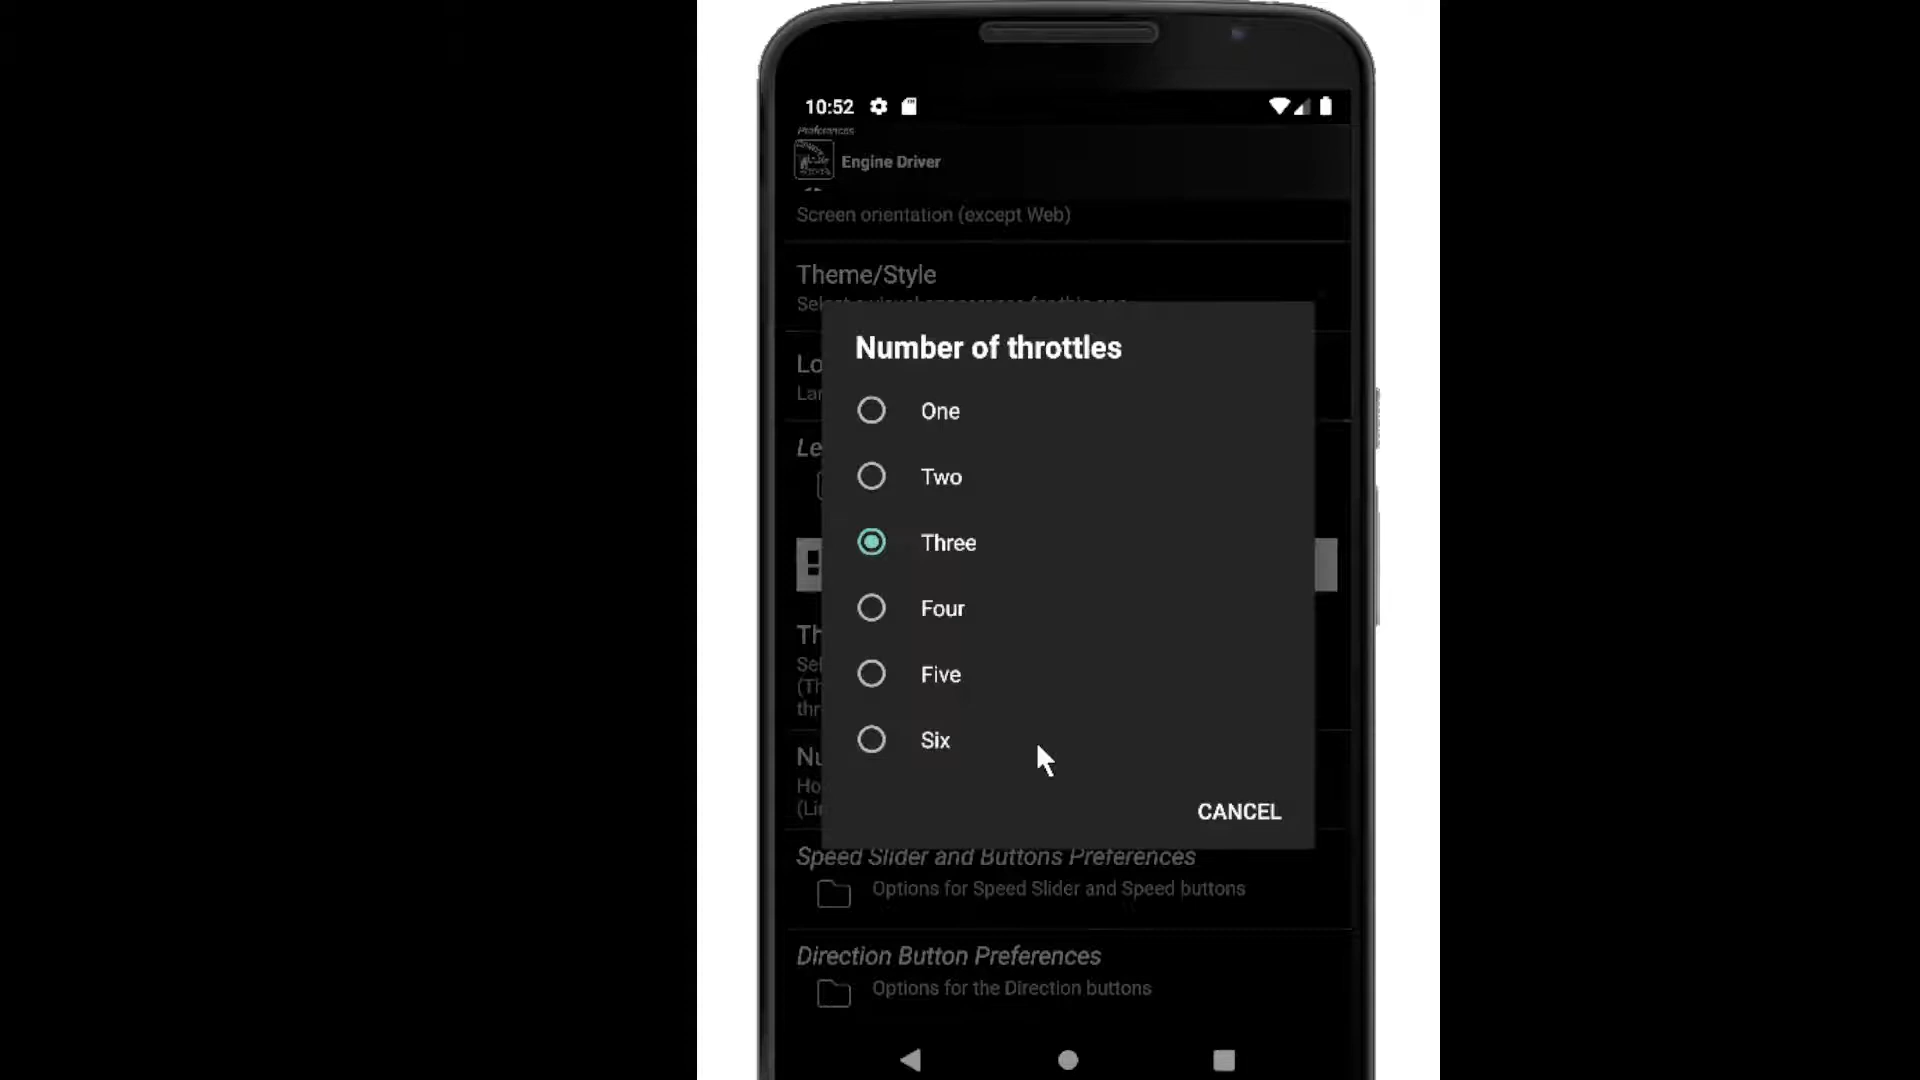 10:52
Preferences
Engine Driver
Screen orientation (except Web)
Theme/Style
Number of throttles
One
Two
Three
Four
Five
Six
CANCEL
Speed Slider and Buttons Preferences
Options for Speed Slider and Speed buttons
Direction Button Preferences
Options for the Direction buttons